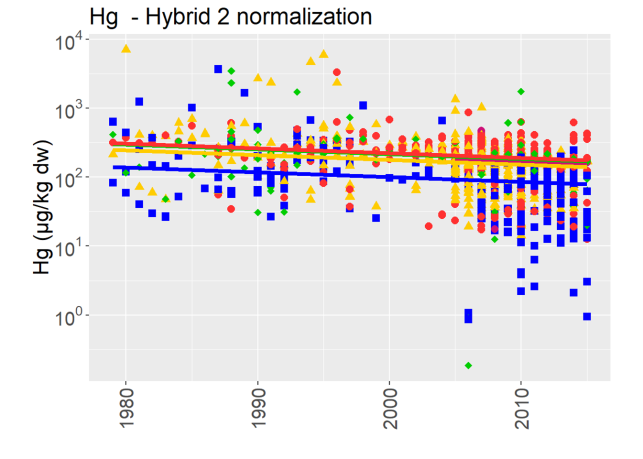 Hg - Hybrid 2 normalization
Hg (µg/kg dw)
10⁴
10³
10²
10¹
10⁰
1980 1990 2000 2010